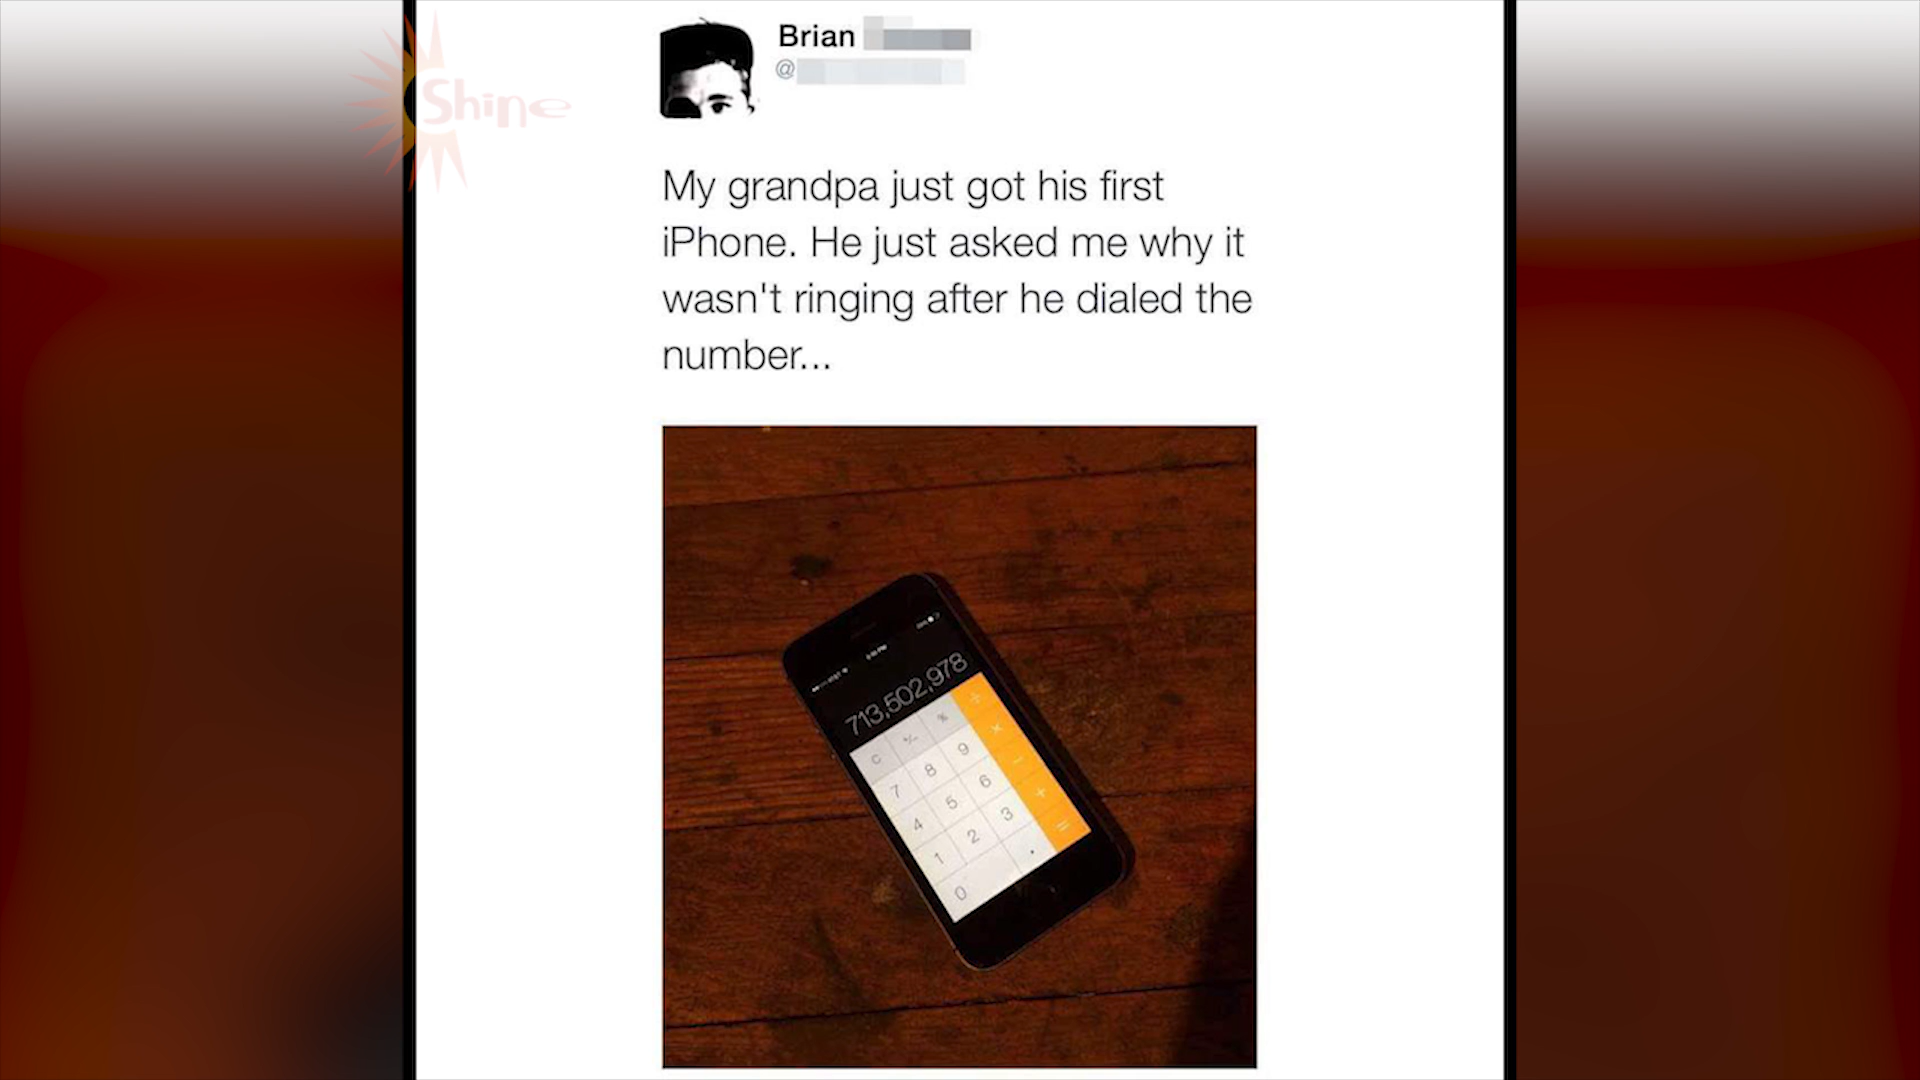 Shine
Brian
@
My grandpa just got his first
iPhone. He just asked me why it
wasn't ringing after he dialed the
number...
713,502,978
C +/- % ÷
7 8 9 ×
4 5 6 −
1 2 3 +
0 . =